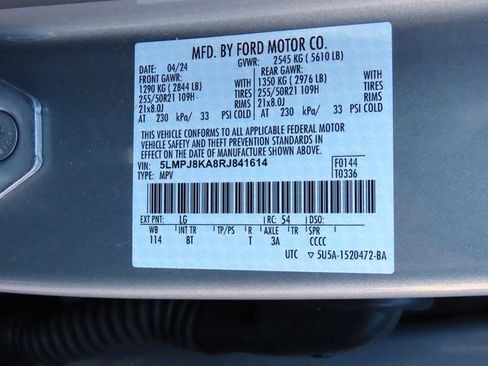 MFD. BY FORD MOTOR CO.
DATE: 04/24 GVWR: 2545 KG ( 5610 LB)
FRONT GAWR: REAR GAWR:
1290 KG ( 2844 LB) WITH 1350 KG ( 2976 LB) WITH
255/50R21 109H TIRES 255/50R21 109H TIRES
21x8.0J RIMS 21x8.0J RIMS
AT 230 kPa/ 33 PSI COLD AT 230 kPa/ 33 PSI COLD
THIS VEHICLE CONFORMS TO ALL APPLICABLE FEDERAL MOTOR
VEHICLE SAFETY AND THEFT PREVENTION STANDARDS IN
EFFECT ON THE DATE OF MANUFACTURE SHOWN ABOVE.
VIN: 5LMPJ8KA8RJ841614 F0144
TYPE: MPV T0336
EXT PNT: LG RC: 54 DSO:
WB INT TR TP/PS R AXLE TR SPR
114 BT T 3A CCCC
UTC ▽ 5U5A-1520472-BA